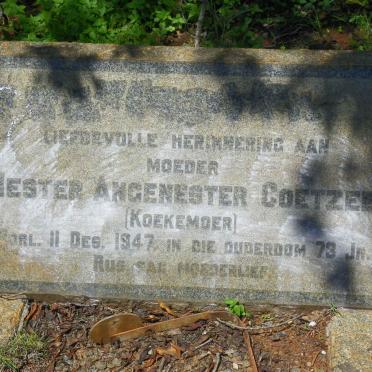 LIEFDEVOLLE HERINNERING AAN
MOEDER
HESTER ANGENESTER COETZEE
(KOEKEMOER)
OORL. 11 DES. 1947, IN DIE OUDERDOM 73 JR.
RUS SAG MOEDERLIEF.